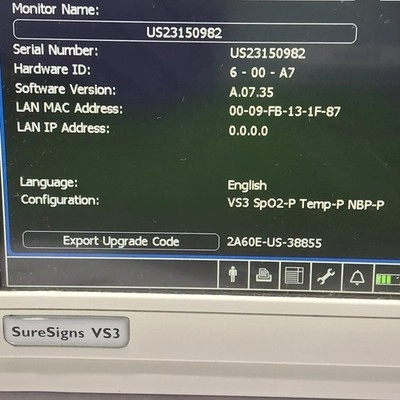 Monitor Name:
US23150982
Serial Number: US23150982
Hardware ID: 6 - 00 - A7
Software Version: A.07.35
LAN MAC Address: 00-09-FB-13-1F-87
LAN IP Address: 0.0.0.0
Language: English
Configuration: VS3 SpO2-P Temp-P NBP-P
Export Upgrade Code 2A60E-US-38855
SureSigns VS3